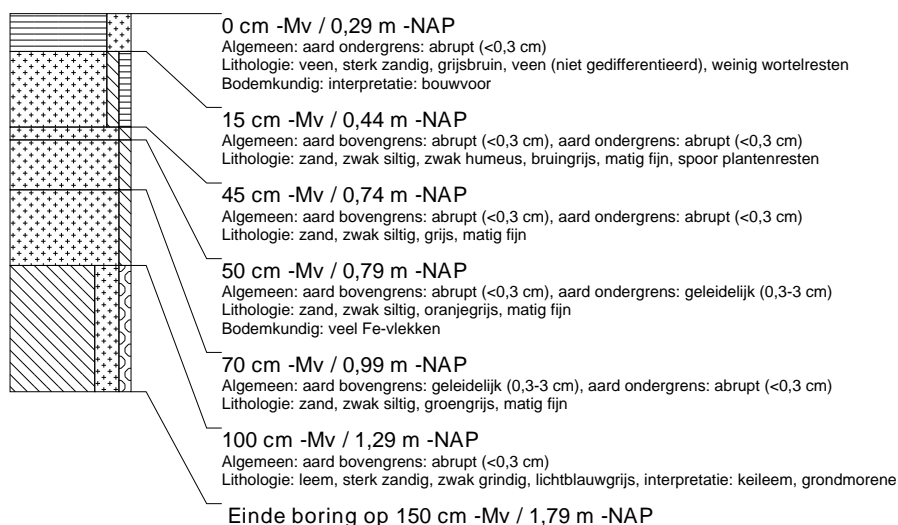 0 cm -Mv / 0,29 m -NAP
Algemeen: aard ondergrens: abrupt (<0,3 cm)
Lithologie: veen, sterk zandig, grijsbruin, veen (niet gedifferentieerd), weinig wortelresten
Bodemkundig: interpretatie: bouwvoor
15 cm -Mv / 0,44 m -NAP
Algemeen: aard bovengrens: abrupt (<0,3 cm), aard ondergrens: abrupt (<0,3 cm)
Lithologie: zand, zwak siltig, zwak humeus, bruingrijs, matig fijn, spoor plantenresten
45 cm -Mv / 0,74 m -NAP
Algemeen: aard bovengrens: abrupt (<0,3 cm), aard ondergrens: abrupt (<0,3 cm)
Lithologie: zand, zwak siltig, grijs, matig fijn
50 cm -Mv / 0,79 m -NAP
Algemeen: aard bovengrens: abrupt (<0,3 cm), aard ondergrens: geleidelijk (0,3-3 cm)
Lithologie: zand, zwak siltig, oranjegrijs, matig fijn
Bodemkundig: veel Fe-vlekken
70 cm -Mv / 0,99 m -NAP
Algemeen: aard bovengrens: geleidelijk (0,3-3 cm), aard ondergrens: abrupt (<0,3 cm)
Lithologie: zand, zwak siltig, groengrijs, matig fijn
100 cm -Mv / 1,29 m -NAP
Algemeen: aard bovengrens: abrupt (<0,3 cm)
Lithologie: leem, sterk zandig, zwak grindig, lichtblauwgrijs, interpretatie: keileem, grondmorene
Einde boring op 150 cm -Mv / 1,79 m -NAP